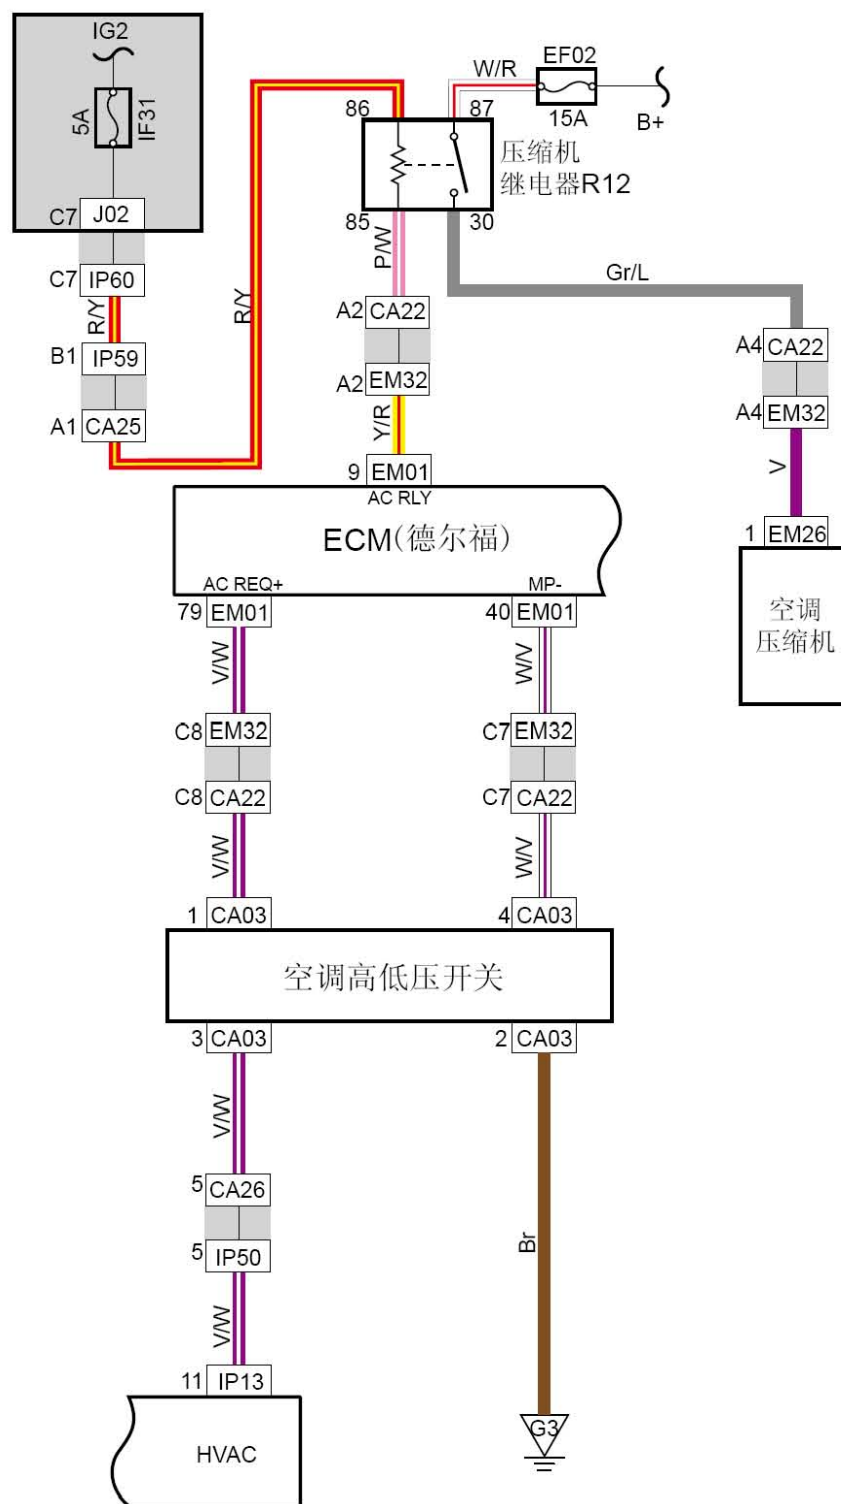 IG2
5A
IF31
C7 J02
C7 IP60
R/Y
B1 IP59
A1 CA25
R/Y
W/R
EF02
15A
B+
86
87
压缩机
继电器R12
85
30
P/W
Gr/L
A2 CA22
A2 EM32
Y/R
A4 CA22
A4 EM32
V
1 EM26
空调
压缩机
9 EM01
AC RLY
ECM(德尔福)
AC REQ+
MP-
79 EM01
40 EM01
V/W
W/V
C8 EM32
C7 EM32
C8 CA22
C7 CA22
V/W
W/V
1 CA03
4 CA03
空调高低压开关
3 CA03
2 CA03
V/W
5 CA26
5 IP50
Br
V/W
11 IP13
HVAC
G3